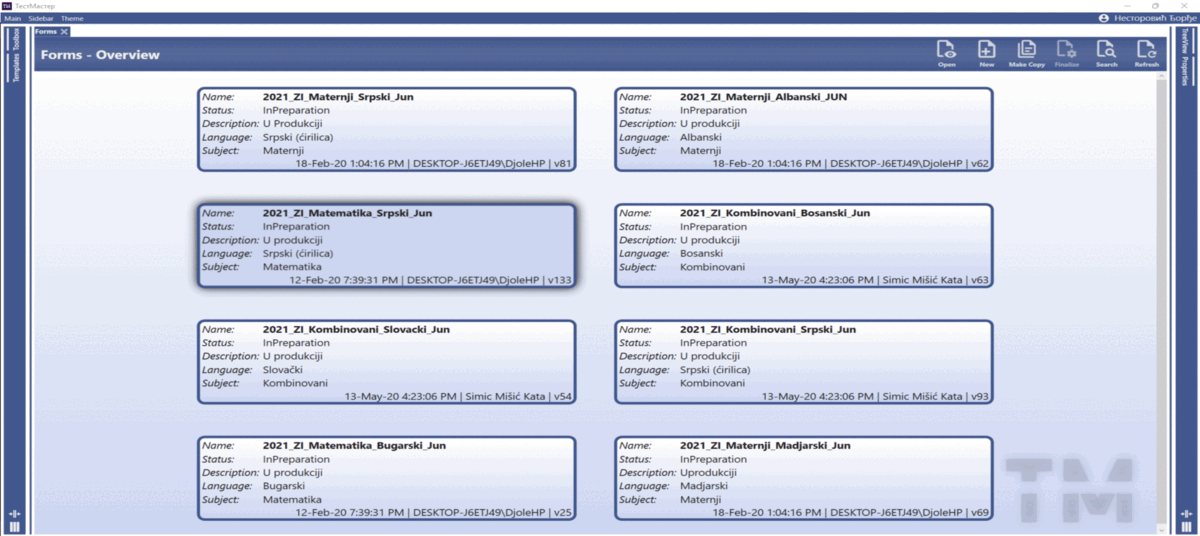 TM ТестМастер
Main Sidebar Theme
Несторовић Ђорђе
Forms
Toolbox
Templates
Forms - Overview
Open New Make Copy Finalize Search Refresh
TreeView
Properties
Name: 2021_ZI_Maternji_Srpski_Jun
Status: InPreparation
Description: U Produkciji
Language: Srpski (ćirilica)
Subject: Maternji
18-Feb-20 1:04:16 PM | DESKTOP-J6ETJ49\DjoleHP | v81
Name: 2021_ZI_Maternji_Albanski_JUN
Status: InPreparation
Description: U produkciji
Language: Albanski
Subject: Maternji
18-Feb-20 1:04:16 PM | DESKTOP-J6ETJ49\DjoleHP | v62
Name: 2021_ZI_Matematika_Srpski_Jun
Status: InPreparation
Description: U produkciji
Language: Srpski (ćirilica)
Subject: Matematika
12-Feb-20 7:39:31 PM | DESKTOP-J6ETJ49\DjoleHP | v133
Name: 2021_ZI_Kombinovani_Bosanski_Jun
Status: InPreparation
Description: U produkciji
Language: Bosanski
Subject: Kombinovani
13-May-20 4:23:06 PM | Simic Mišić Kata | v63
Name: 2021_ZI_Kombinovani_Slovacki_Jun
Status: InPreparation
Description: U produkciji
Language: Slovački
Subject: Kombinovani
13-May-20 4:23:06 PM | Simic Mišić Kata | v54
Name: 2021_ZI_Kombinovani_Srpski_Jun
Status: InPreparation
Description: U produkciji
Language: Srpski (ćirilica)
Subject: Kombinovani
13-May-20 4:23:06 PM | Simic Mišić Kata | v93
Name: 2021_ZI_Matematika_Bugarski_Jun
Status: InPreparation
Description: U produkciji
Language: Bugarski
Subject: Matematika
12-Feb-20 7:39:31 PM | DESKTOP-J6ETJ49\DjoleHP | v25
Name: 2021_ZI_Maternji_Madjarski_Jun
Status: InPreparation
Description: Uprodukciji
Language: Madjarski
Subject: Maternji
18-Feb-20 1:04:16 PM | DESKTOP-J6ETJ49\DjoleHP | v69
TM